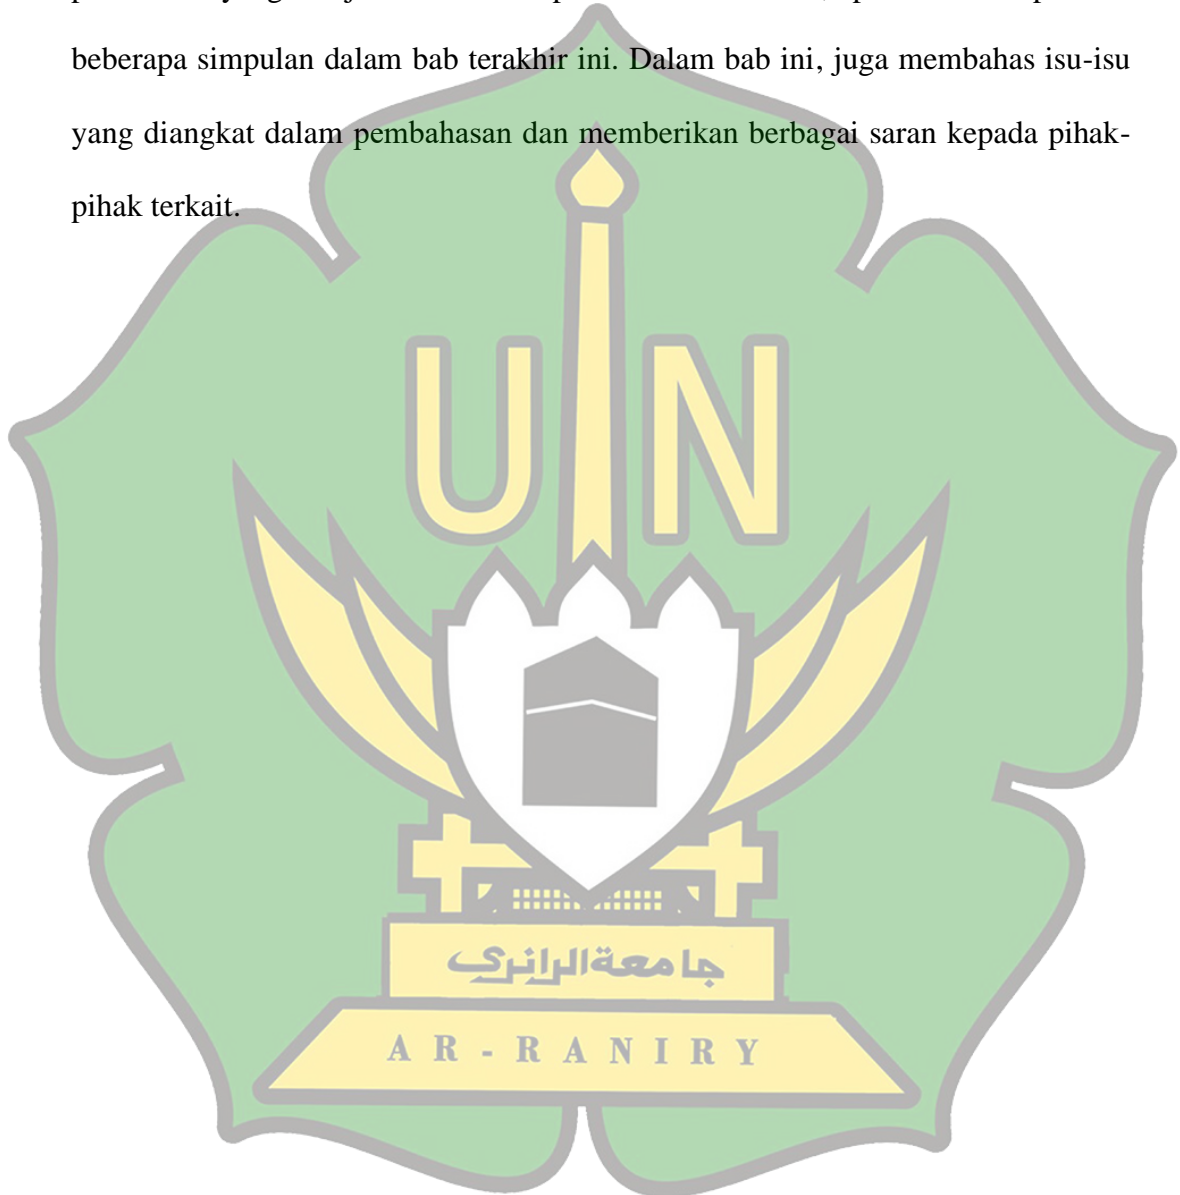 beberapa simpulan dalam bab terakhir ini. Dalam bab ini, juga membahas isu-isu
yang diangkat dalam pembahasan dan memberikan berbagai saran kepada pihak-
pihak terkait.
UIN
جامعةالرانري
AR-RANIRY